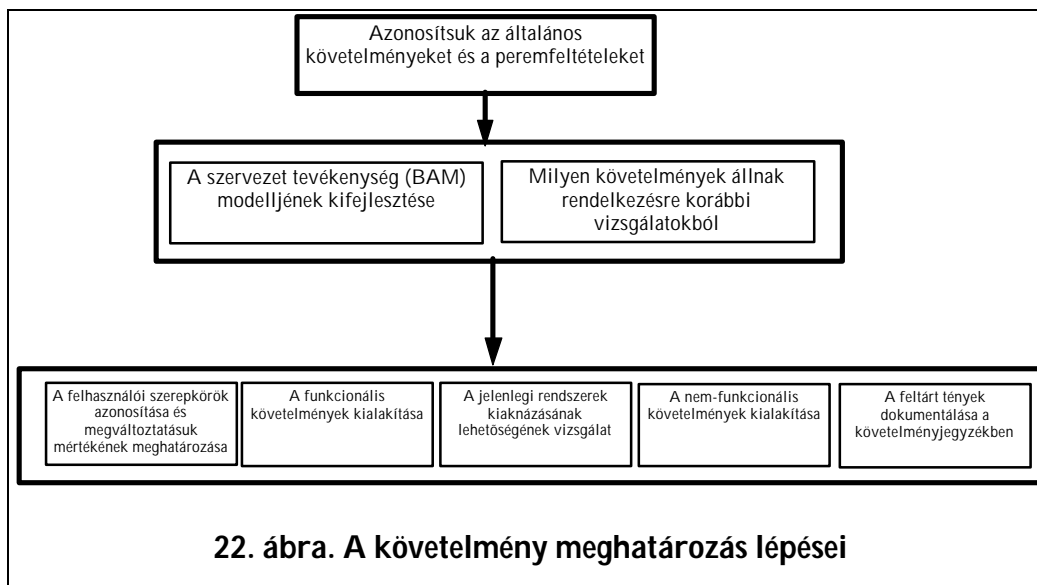 Azonosítsuk az általános
követelményeket és a peremfeltételeket
A szervezet tevékenység (BAM)
modelljének kifejlesztése
Milyen követelmények állnak
rendelkezésre korábbi
vizsgálatokból
A felhasználói szerepkörök
azonosítása és
megváltoztatásuk
mértékének meghatározása
A funkcionális
követelmények kialakítása
A jelenlegi rendszerek
kiaknázásának
lehetőségének vizsgálat
A nem-funkcionális
követelmények kialakítása
A feltárt tények
dokumentálása a
követelményjegyzékben
22. ábra. A követelmény meghatározás lépései